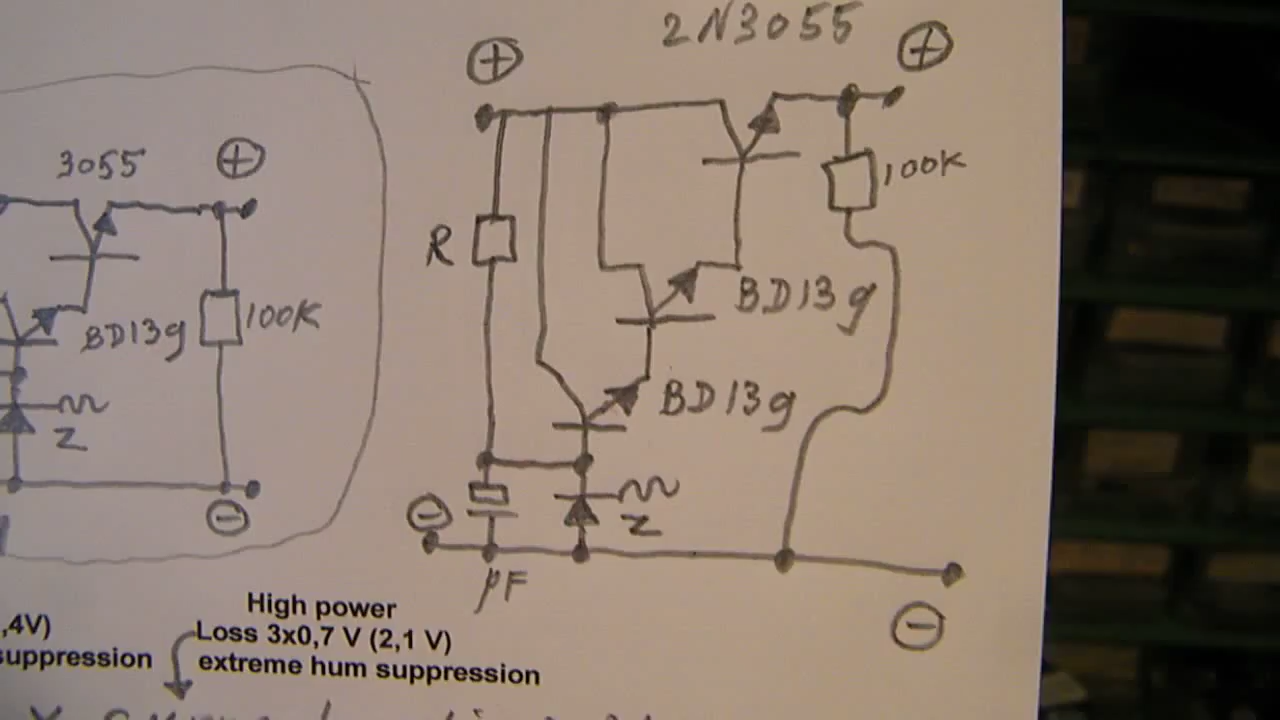 2N3055
+
+
100K
R
BD139
BD139
Z
-
µF
-
3055
+
BD139
100K
Z
-
,4V)
suppression
High power
Loss 3x0,7 V (2,1 V)
extreme hum suppression